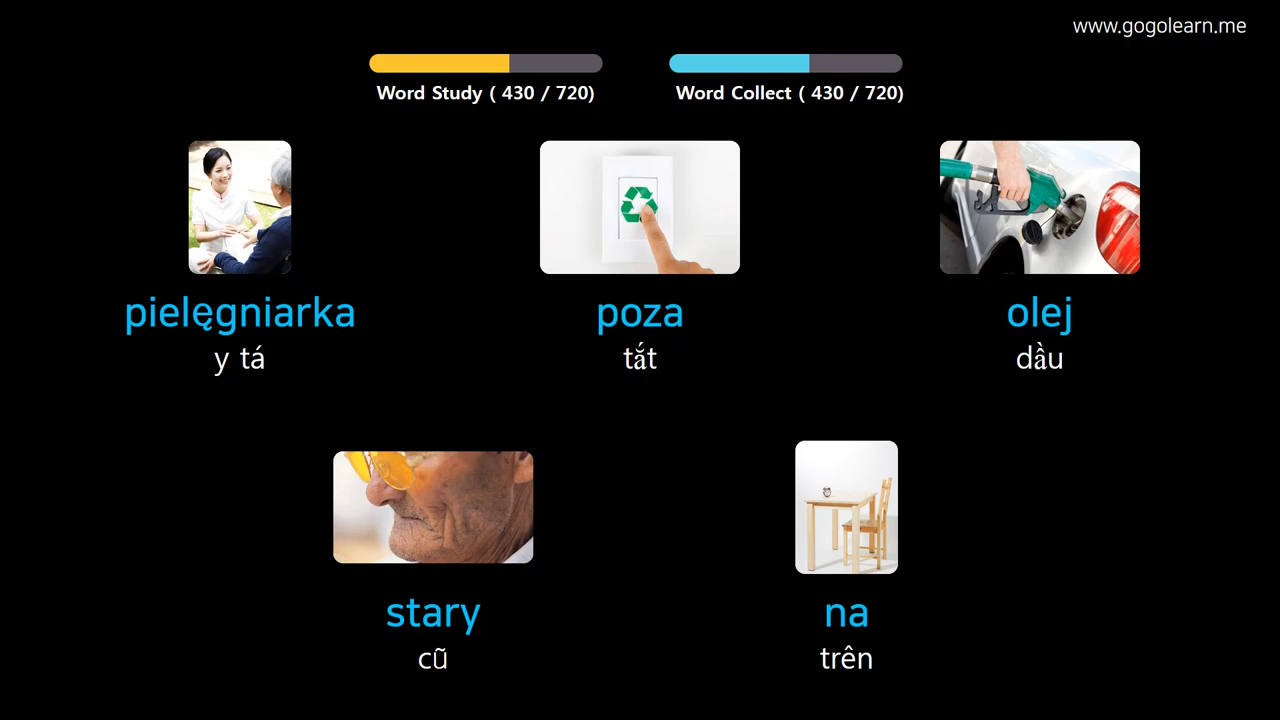 www.gogolearn.me
Word Study ( 430 / 720)
Word Collect ( 430 / 720)
pielęgniarka
y tá
poza
tắt
olej
dầu
stary
cũ
na
trên